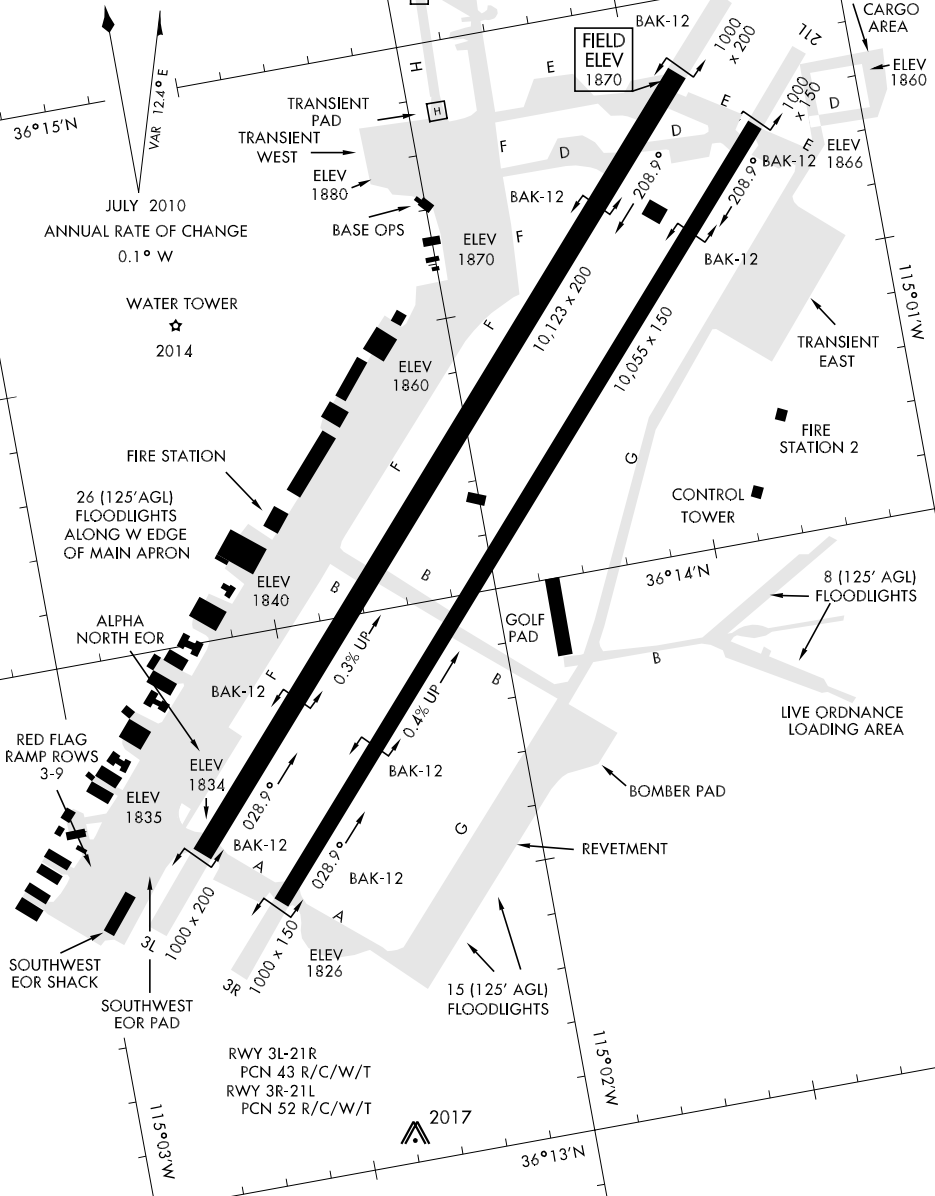 BAK-12
1000
x 200
21L
CARGO
AREA
FIELD
ELEV
1870
ELEV
1860
H
E
VAR 12.4° E
36°15'N
TRANSIENT
PAD
H
E
1000
x 150
D
TRANSIENT
WEST
F
D
D
E
ELEV
1866
BAK-12
ELEV
1880
BAK-12
208.9°
208.9°
JULY 2010
ANNUAL RATE OF CHANGE
0.1° W
BASE OPS
F
ELEV
1870
BAK-12
115°01'W
WATER TOWER
2014
F
10,123 x 200
10,055 x 150
TRANSIENT
EAST
ELEV
1860
FIRE
STATION 2
FIRE STATION
F
G
26 (125'AGL)
FLOODLIGHTS
ALONG W EDGE
OF MAIN APRON
CONTROL
TOWER
ELEV
1840
B
B
36°14'N
8 (125' AGL)
FLOODLIGHTS
ALPHA
NORTH EOR
GOLF
PAD
0.3% UP
B
F
BAK-12
0.4% UP
B
LIVE ORDNANCE
LOADING AREA
RED FLAG
RAMP ROWS
3-9
ELEV
1834
BAK-12
ELEV
1835
028.9°
BOMBER PAD
G
BAK-12
REVETMENT
A
028.9°
BAK-12
A
1000 x 200
3L
ELEV
1826
1000 x 150
3R
SOUTHWEST
EOR SHACK
SOUTHWEST
EOR PAD
15 (125' AGL)
FLOODLIGHTS
RWY 3L-21R
PCN 43 R/C/W/T
RWY 3R-21L
PCN 52 R/C/W/T
115°02'W
115°03'W
2017
36°13'N